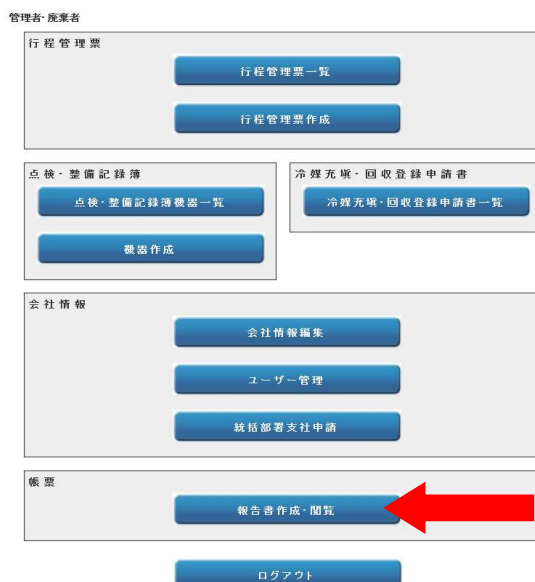 管理者・廃棄者
行程管理票
行程管理票一覧
行程管理票作成
点検・整備記録簿
点検・整備記録簿機器一覧
機器作成
冷媒充填・回収登録申請書
冷媒充填・回収登録申請書一覧
会社情報
会社情報編集
ユーザー管理
統括部署支社申請
帳票
報告書作成・閲覧
ログアウト